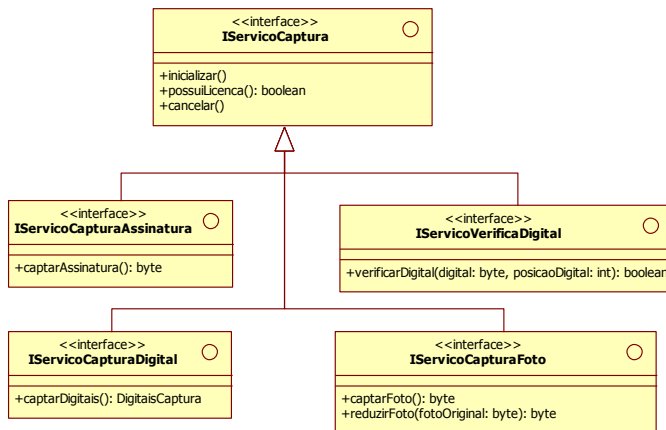 <<interface>>
IServicoCaptura
+inicializar()
+possuiLicenca(): boolean
+cancelar()
<<interface>>
IServicoCapturaAssinatura
+captarAssinatura(): byte
<<interface>>
IServicoVerificaDigital
+verificarDigital(digital: byte, posicaoDigital: int): boolean
<<interface>>
IServicoCapturaDigital
+captarDigitais(): DigitaisCaptura
<<interface>>
IServicoCapturaFoto
+captarFoto(): byte
+reduzirFoto(fotoOriginal: byte): byte